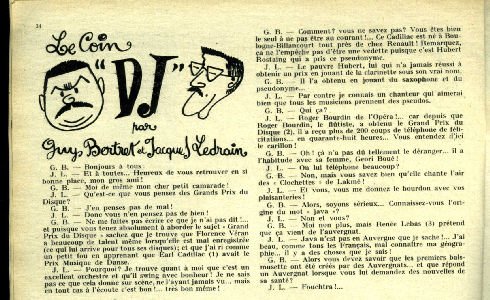 34
Le Coin
"DJ"
par
Guy Bertret et Jacques Ledrain
G. B. — Bonjours à tous !
J. L. — Et à toutes... Heureux de vous retrouver en si
bonne place, mon gros ami !
G. B. — Moi de même mon cher petit camarade !
J. L. — Qu'est-ce que vous pensez des Grands Prix du
Disque ?
G. B. — J'en penses pas de mal !
J. L. — Donc vous n'en pensez pas de bien !
G. B. — Ne me faites pas écrire ce que je n'ai pas dit !...
et puisque vous tenez absolument à aborder le sujet « Grand
Prix du Disque » sachez que je trouve que Florence Véran
a beaucoup de talent même lorsqu'elle est mal enregistrée
(ce qui lui arrive pour tous ses disques); et que j'ai ri comme
un petit fou en apprenant que Earl Cadillac (1) avait le
Prix Musique de Danse.
J. L. — Pourquoi ? Je trouve quant à moi que c'est un
excellent orchestre et qu'il swing avec bonheur ! Je ne sais
pas ce que cela donne sur scène, ne l'ayant jamais vu... mais
en tout cas à l'écoute c'est bon !... très bon même !
G. B. — Comment ? vous ne savez pas ? Vous êtes bien
le seul à ne pas être au courant !... Ce Cadillac est né à Bou-
logne-Billancourt tout près de chez Renault ! Remarquez,
ça ne l'empêche pas d'être une vedette puisque c'est Hubert
Rostaing qui a pris ce pseudonyme.
J. L. — Le pauvre Hubert, lui qui n'a jamais réussi à
obtenir un prix en jouant de la clarinette sous son vrai nom.
G. B. — Il l'a obtenu en jouant du chanteur et du
pseudonyme...
J. L. — Par contre je connais un chanteur qui aimerai
bien que tous les musiciens prennent des pseudos.
G. B. — Qui ça ?
J. L. — Roger Bourdin de l'Opéra !... car depuis que
Roger Bourdin, le flûtiste, a obtenu le Grand Prix du
Disque (2), il a reçu plus de 200 coups de téléphone de féli-
citations... en quarante-huit heures... Vous entendez d'ici
le carillon !
G. B. — Oh ! ça n'a pas dû tellement le déranger... il a
l'habitude avec sa femme, Geori Boué !
J. L. — Ou lui téléphone beaucoup ?
G. B. — Non, mais vous savez bien qu'elle chante l'air
des « Clochettes » de Lakmé !
J. L. — Et vous, vous me donnez le bourdon avec vos
plaisanteries !
G. B. — Alors, soyons sérieux... Connaissez-vous l'ori-
gine du mot « java » ?
J. L. — Non et vous ?
G. B. — Moi non plus, mais Renée Lebas (3) prétend
que ça vient de l'auvergnat.
J. L. — Java n'est pas en Auvergne que je sache !... J'ai
beau, comme tous les Français, mal connaître ma géogra-
phie... il y a des choses que je sais !
G. B. — Alors vous devez savoir que les premiers bals-
musette ont été créés par des Auvergnats... et que répond
un Auvergnat lorsque vous lui demandez des nouvelles de
sa santé ?
J. L. — Fouchtra !...